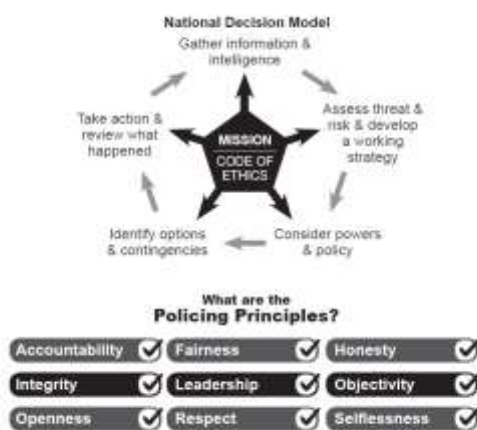 National Decision Model
Gather information &
intelligence
Assess threat &
risk & develop
a working
strategy
Consider powers
& policy
Identify options
& contingencies
Take action &
review what
happened
MISSION
CODE OF
ETHICS
What are the
Policing Principles?
Accountability
Fairness
Honesty
Integrity
Leadership
Objectivity
Openness
Respect
Selflessness